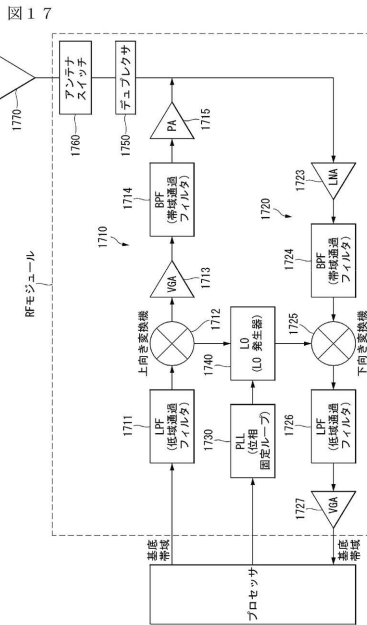 図17
RFモジュール
1770
アンテナ
スイッチ
1760
デュプレクサ
1750
PA
1715
BPF
(帯域通過
フィルタ)
1714
1710
VGA
1713
上向き変換機
1712
LPF
(低域通過
フィルタ)
1711
LO
(LO 発生器)
1740
PLL
(位相
固定ループ)
1730
LNA
1723
1720
BPF
(帯域通過
フィルタ)
1724
1725
下向き変換機
LPF
(低域通過
フィルタ)
1726
VGA
1727
基底
帯域
基底
帯域
プロセッサ